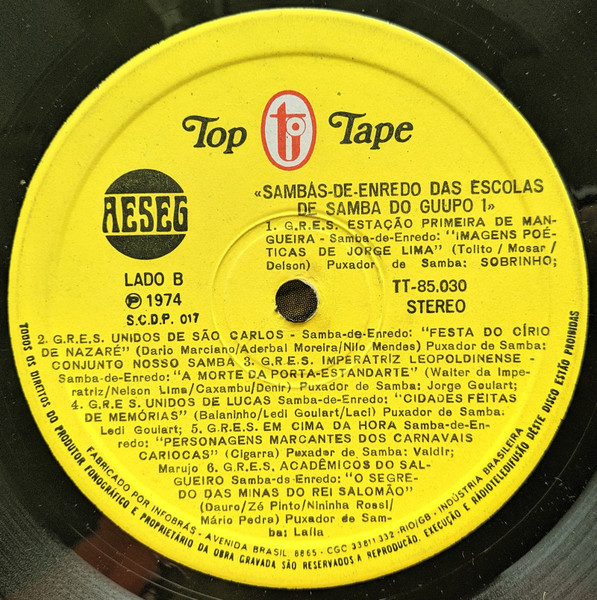 Top Tape
AESEG
«SAMBAS-DE-ENREDO DAS ESCOLAS
DE SAMBA DO GUUPO 1»
1. G.R.E.S. ESTAÇÃO PRIMEIRA DE MAN-
GUEIRA - Samba-de-Enredo: "IMAGENS POÉ-
TICAS DE JORGE LIMA" (Tolito / Mosar /
Delson) Puxador de Samba: SOBRINHO;
LADO B
℗ 1974
S.C.D.P. 017
TT-85.030
STEREO
2. G.R.E.S. UNIDOS DE SÃO CARLOS - Samba-de-Enredo: "FESTA DO CÍRIO
DE NAZARÉ" (Dario Marciano/Aderbal Moreira/Nilo Mendes) Puxador de Samba:
CONJUNTO NOSSO SAMBA 3. G.R.E.S. IMPERATRÍZ LEOPOLDINENSE -
Samba-de-Enredo: "A MORTE DA PORTA-ESTANDARTE" (Walter da Impe-
ratriz/Nelson Lima/Caxambu/Denir) Puxador de Samba: Jorge Goulart;
4. G.R.E.S. UNIDOS DE LUCAS Samba-de-Enredo: "CIDADES FEITAS
DE MEMÓRIAS" (Baianinho/Ledi Goulart/Laci) Puxador de Samba:
Ledi Goulart; 5. G.R.E.S. EM CIMA DA HORA Samba-de-En-
redo: "PERSONAGENS MARCANTES DOS CARNAVAIS
CARIOCAS" (Cigarra) Puxador de Samba: Valdir;
Marujo 6. G.R.E.S. ACADÊMICOS DO SAL-
GUEIRO Samba-de-Enredo: "O SEGRE-
DO DAS MINAS DO REI SALOMÃO"
(Dauro/Zé Pinto/Nininha Rossi/
Mário Pedra) Puxador de Sam-
ba: Laíla
FABRICADO POR INFOBRÁS - AVENIDA BRASIL, 8865 - CGC 33811332/RIO/GB - INDÚSTRIA BRASILEIRA
TODOS OS DIREITOS DO PRODUTOR FONOGRÁFICO E PROPRIETÁRIO DA OBRA GRAVADA SÃO RESERVADOS A REPRODUÇÃO, EXECUÇÃO E RÁDIOTELEDIFUSÃO DESTE DISCO ESTÃO PROIBIDAS